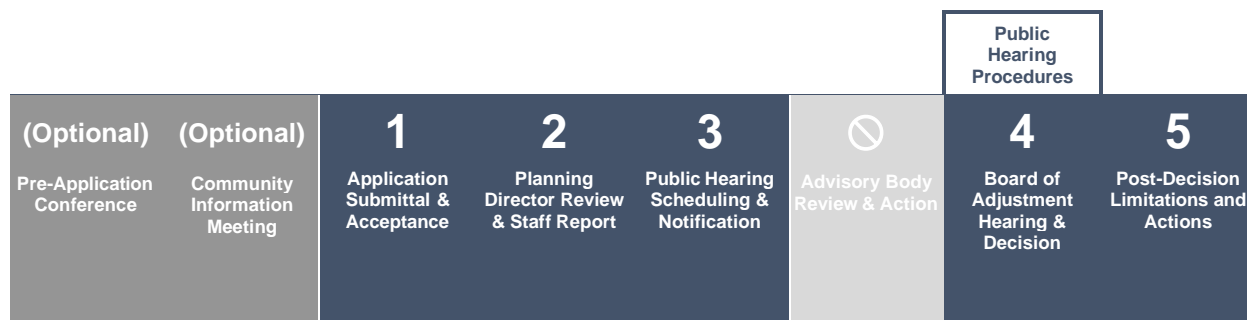 Public
Hearing
Procedures
(Optional)
Pre-Application
Conference
(Optional)
Community
Information
Meeting
1
Application
Submittal &
Acceptance
2
Planning
Director Review
& Staff Report
3
Public Hearing
Scheduling &
Notification
Advisory Body
Review & Action
4
Board of
Adjustment
Hearing &
Decision
5
Post-Decision
Limitations and
Actions